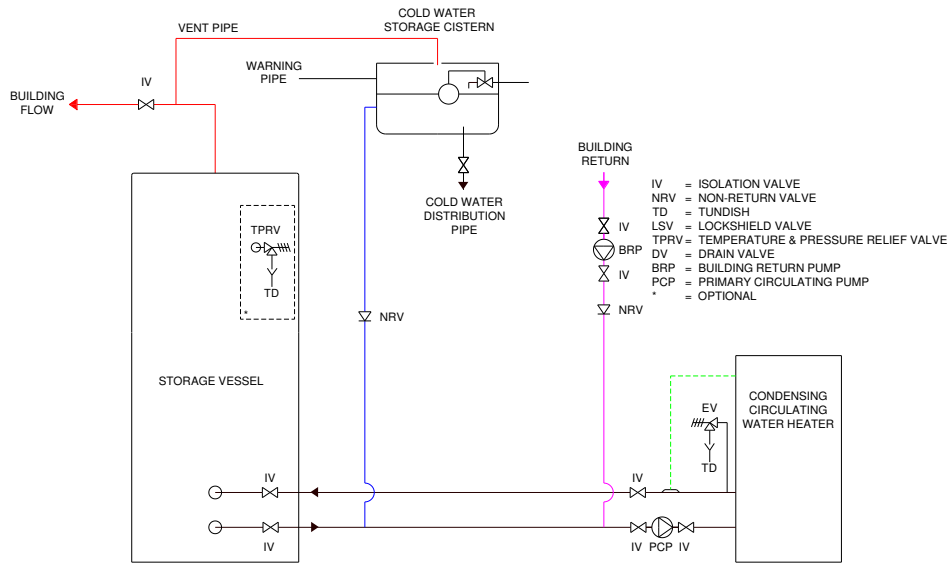 COLD WATER
STORAGE CISTERN
VENT PIPE
WARNING
PIPE
IV
BUILDING
FLOW
COLD WATER
DISTRIBUTION
PIPE
BUILDING
RETURN
IV
BRP
IV
NRV
IV = ISOLATION VALVE
NRV = NON-RETURN VALVE
TD = TUNDISH
LSV = LOCKSHIELD VALVE
TPRV = TEMPERATURE & PRESSURE RELIEF VALVE
DV = DRAIN VALVE
BRP = BUILDING RETURN PUMP
PCP = PRIMARY CIRCULATING PUMP
* = OPTIONAL
TPRV
TD
*
NRV
STORAGE VESSEL
CONDENSING
CIRCULATING
WATER HEATER
EV
TD
IV
IV
IV
IV PCP IV